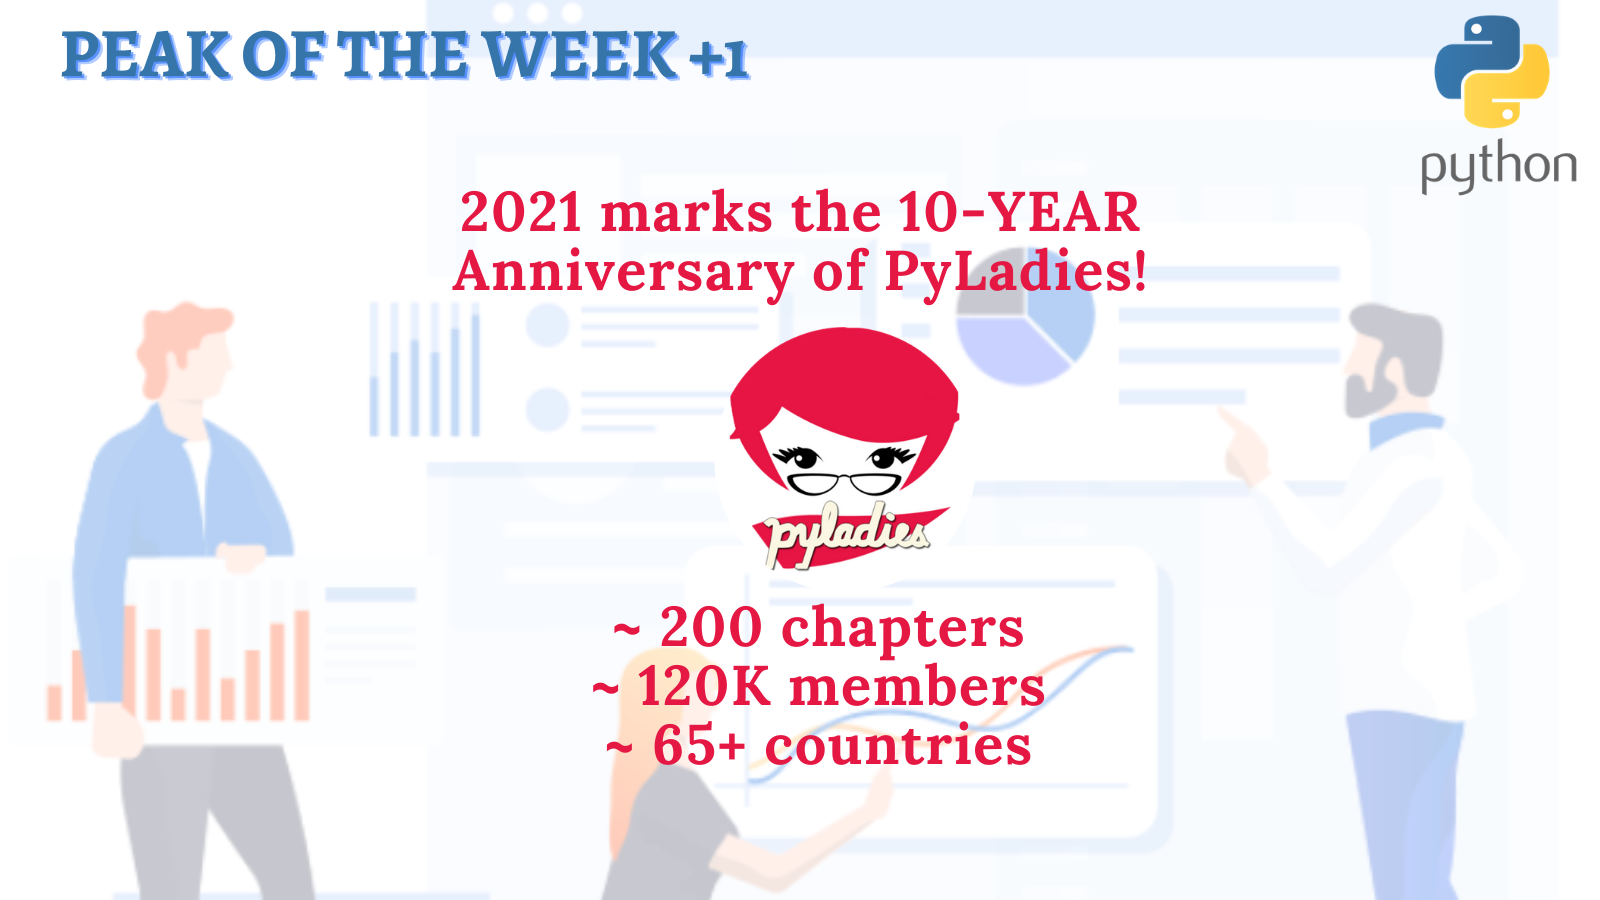 PEAK OF THE WEEK +1
python
2021 marks the 10-YEAR
Anniversary of PyLadies!
pyladies
~ 200 chapters
~ 120K members
~ 65+ countries